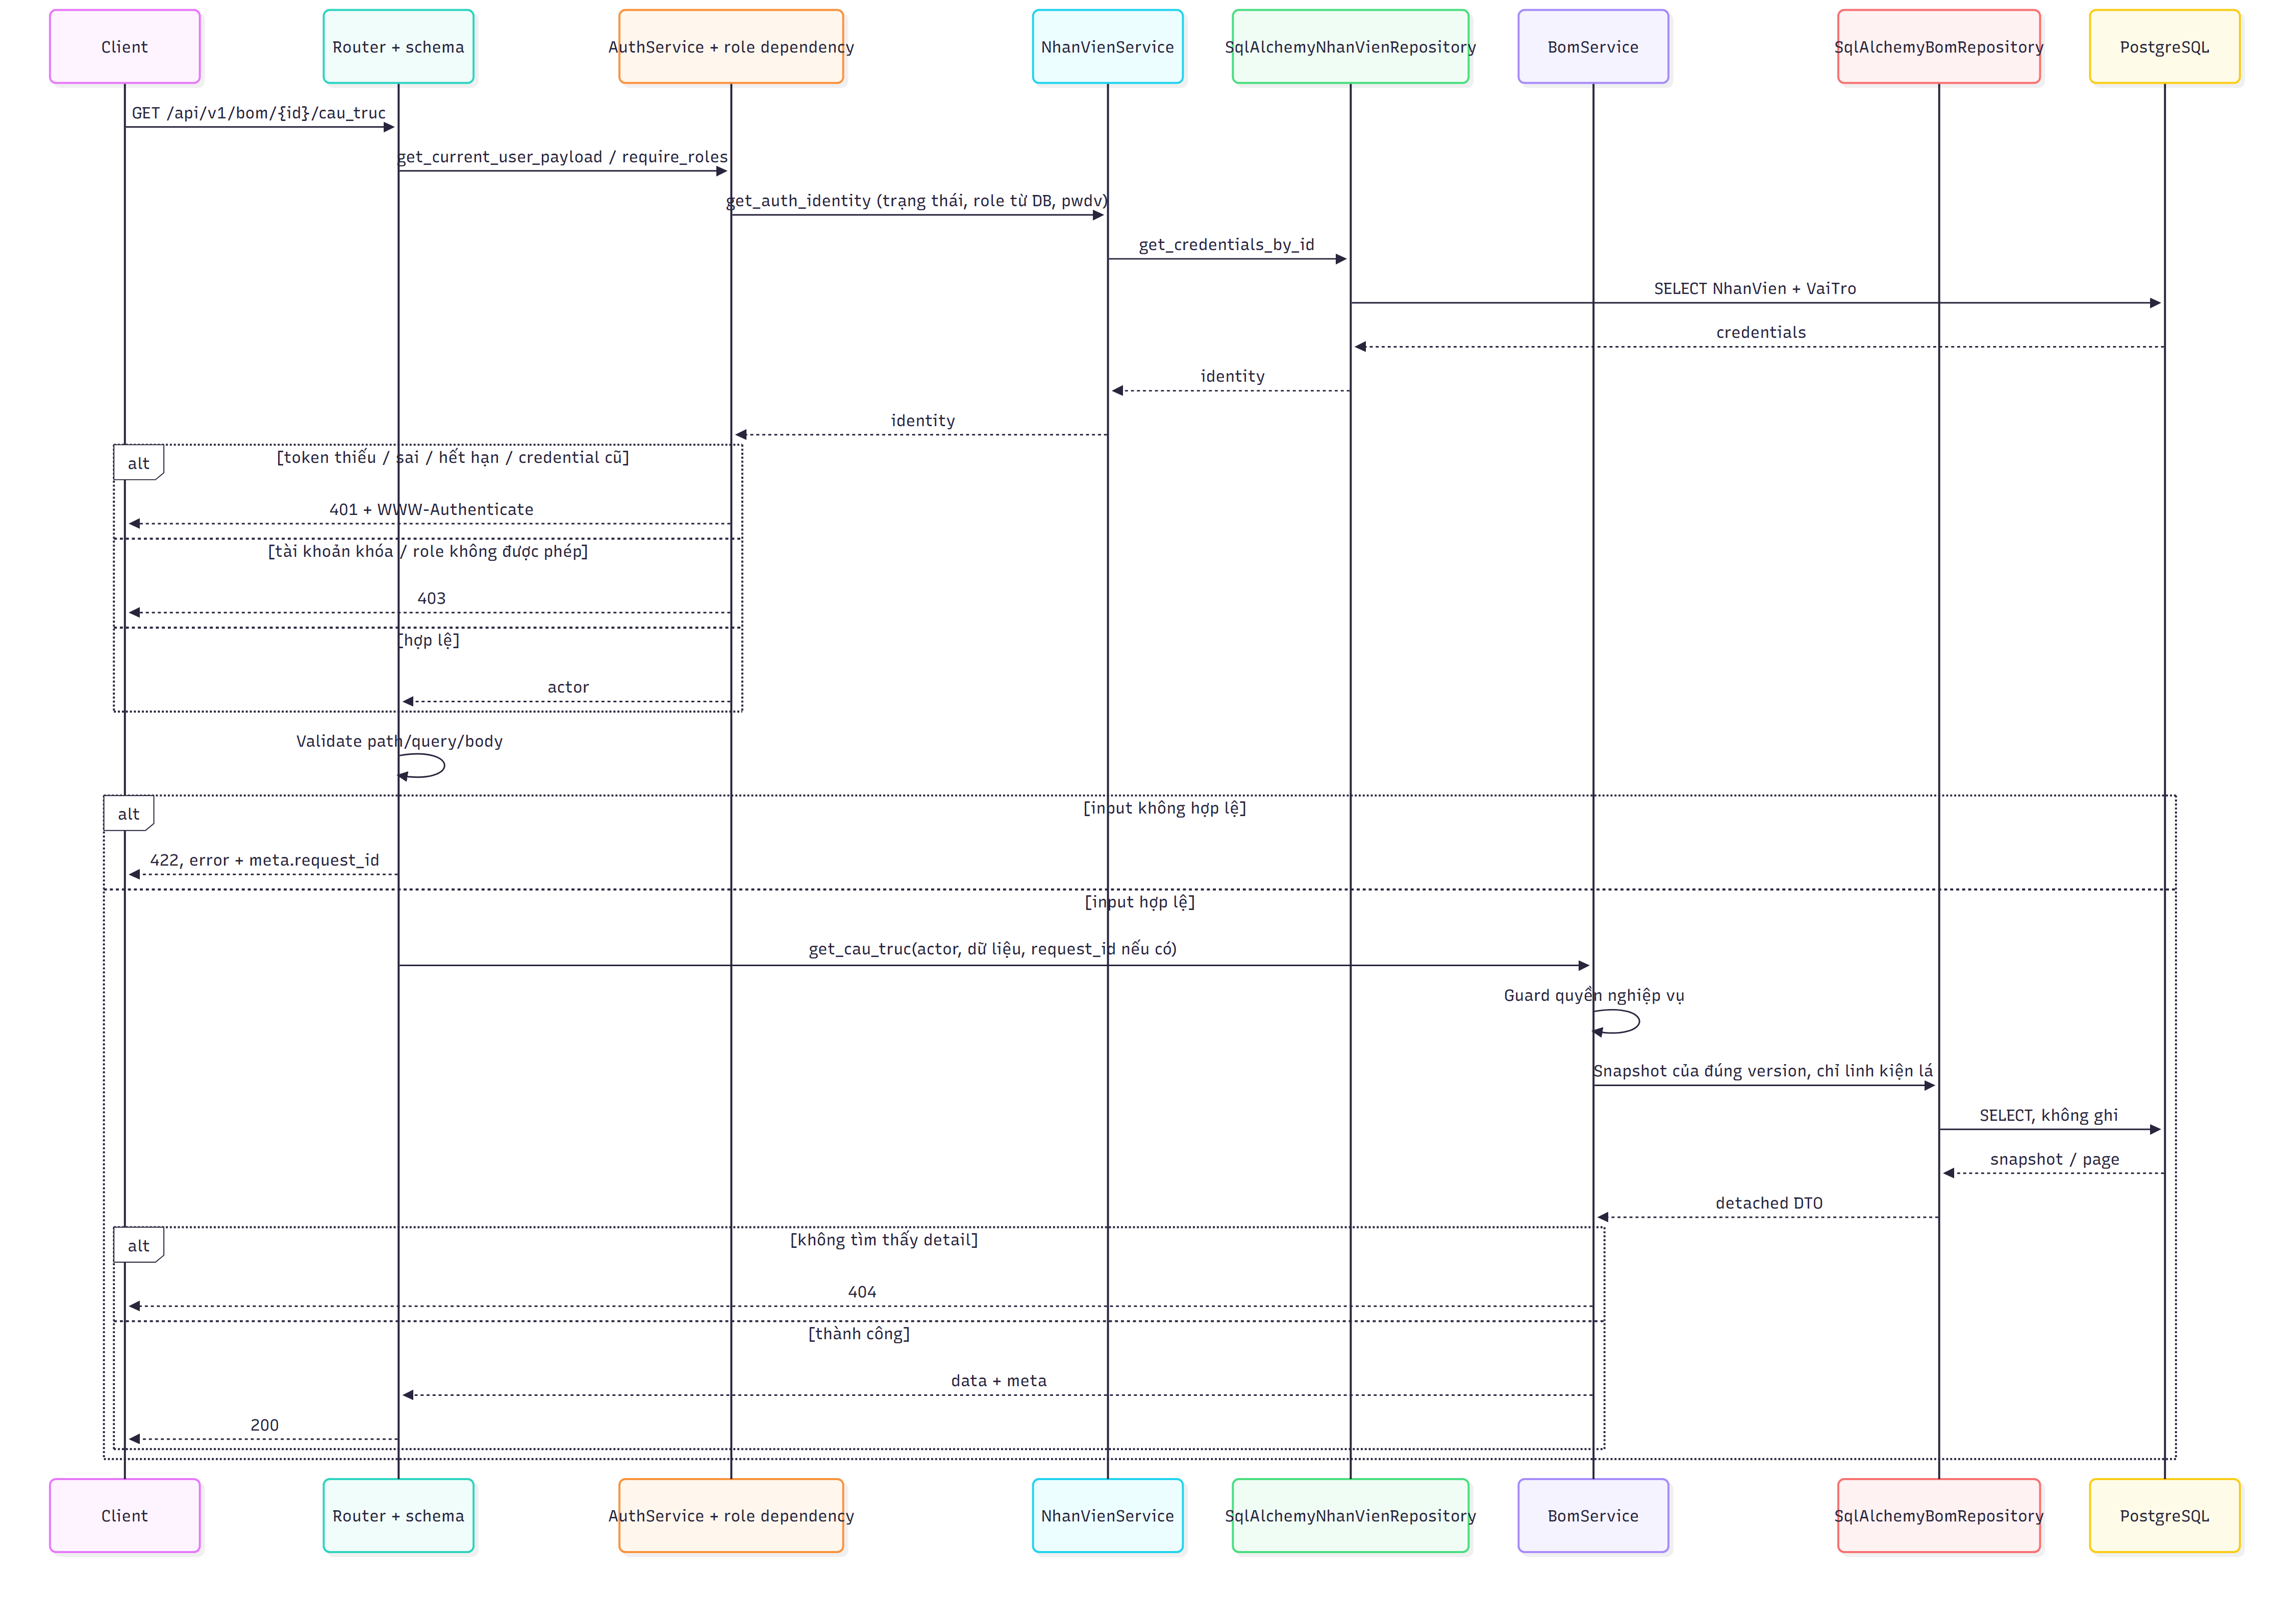 Client
Router + schema
AuthService + role dependency
NhanVienService
SqlAlchemyNhanVienRepository
BomService
SqlAlchemyBomRepository
PostgreSQL
GET /api/v1/bom/{id}/cau_truc
get_current_user_payload / require_roles
get_auth_identity (trạng thái, role từ DB, pwdv)
get_credentials_by_id
SELECT NhanVien + VaiTro
credentials
identity
identity
alt
[token thiếu / sai / hết hạn / credential cũ]
401 + WWW-Authenticate
[tài khoản khóa / role không được phép]
403
[hợp lệ]
actor
Validate path/query/body
alt
[input không hợp lệ]
422, error + meta.request_id
[input hợp lệ]
get_cau_truc(actor, dữ liệu, request_id nếu có)
Guard quyền nghiệp vụ
Snapshot của đúng version, chỉ linh kiện lá
SELECT, không ghi
snapshot / page
detached DTO
alt
[không tìm thấy detail]
404
[thành công]
data + meta
200
Client
Router + schema
AuthService + role dependency
NhanVienService
SqlAlchemyNhanVienRepository
BomService
SqlAlchemyBomRepository
PostgreSQL